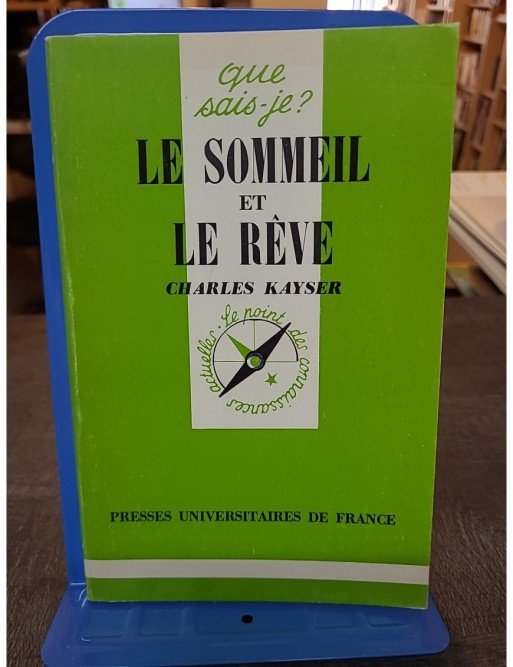 que
sais-je?
LE SOMMEIL
ET
LE RÊVE
CHARLES KAYSER
Le point
des connaissances
actuelles.
PRESSES UNIVERSITAIRES DE FRANCE